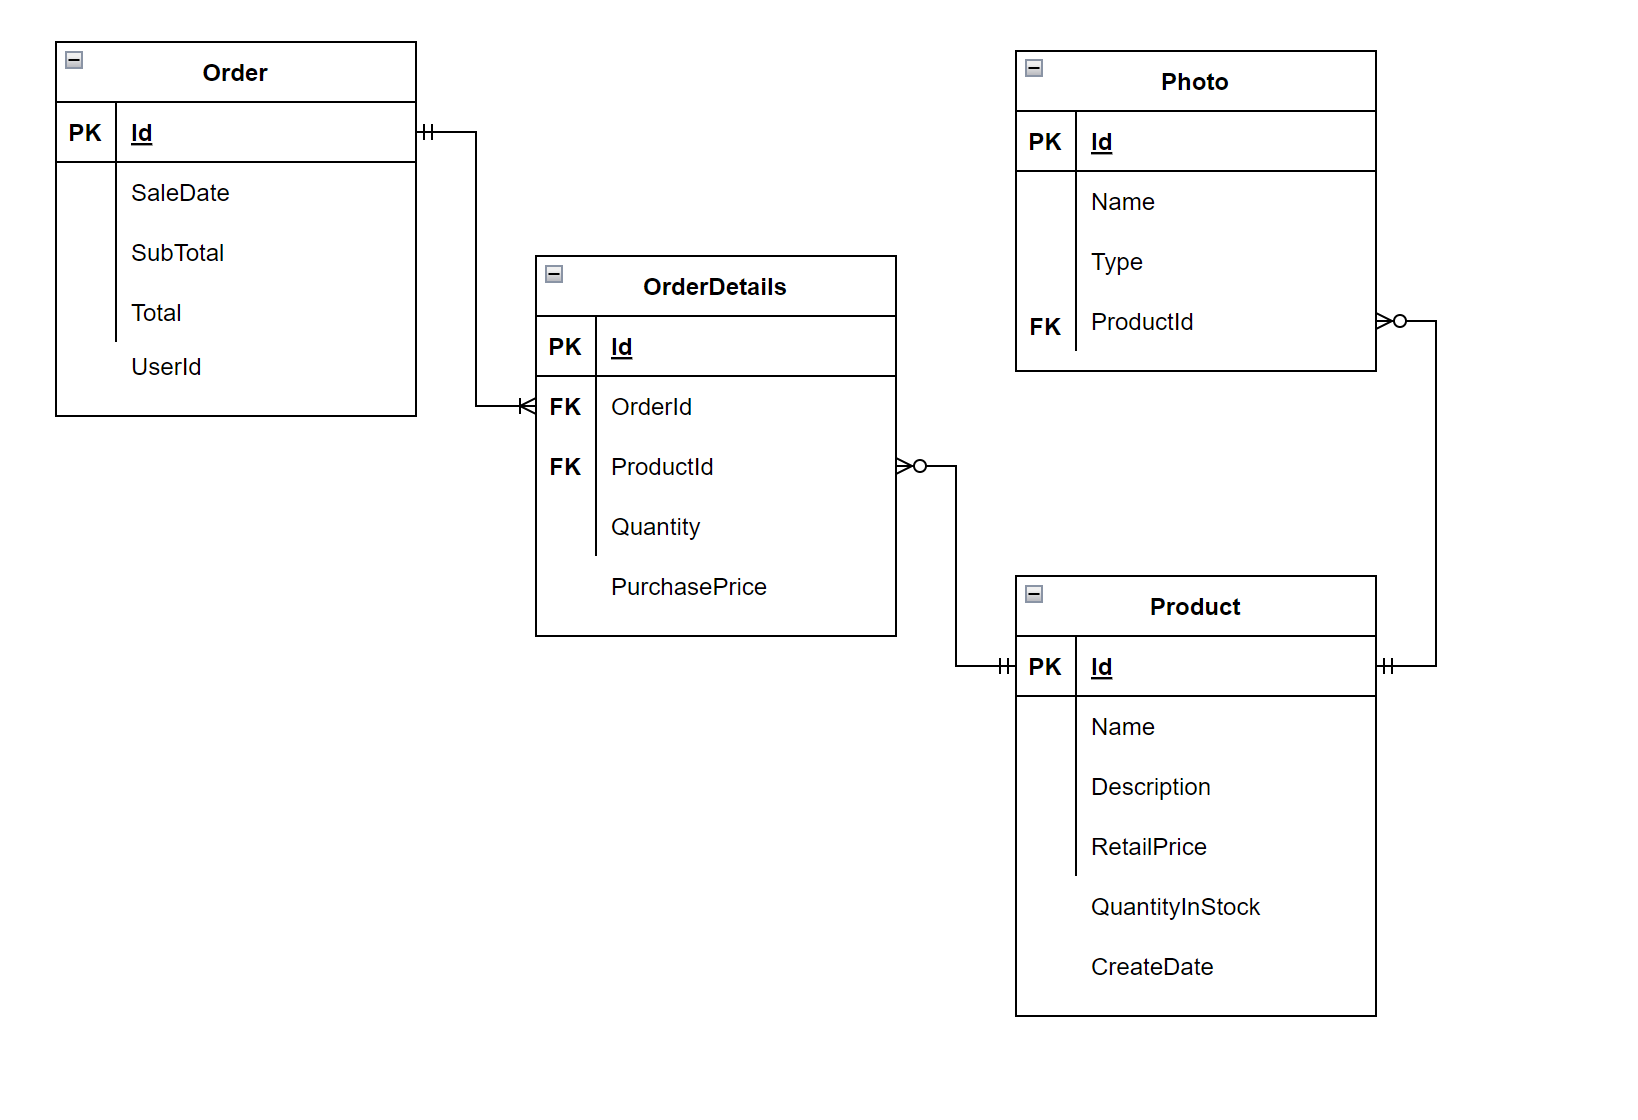 Order
PK Id
SaleDate
SubTotal
Total
UserId
OrderDetails
PK Id
FK OrderId
FK ProductId
Quantity
PurchasePrice
Photo
PK Id
Name
Type
FK ProductId
Product
PK Id
Name
Description
RetailPrice
QuantityInStock
CreateDate